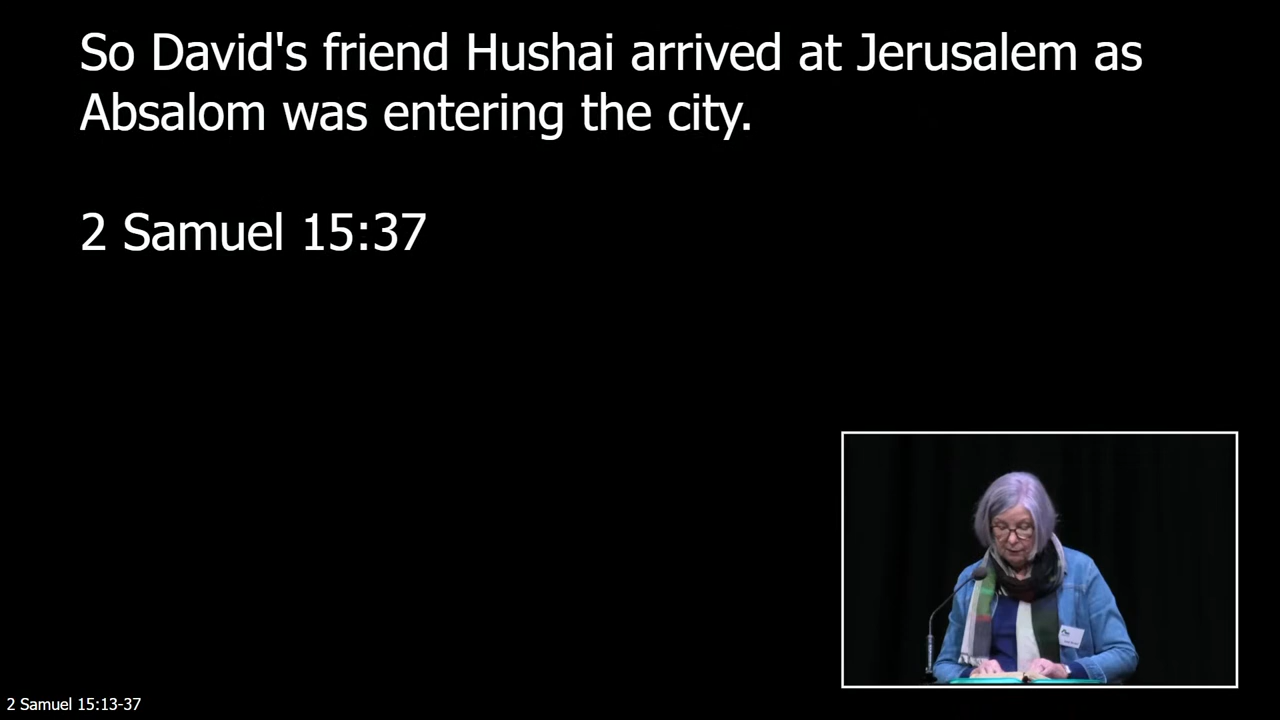 So David's friend Hushai arrived at Jerusalem as
Absalom was entering the city.
2 Samuel 15:37
2 Samuel 15:13-37